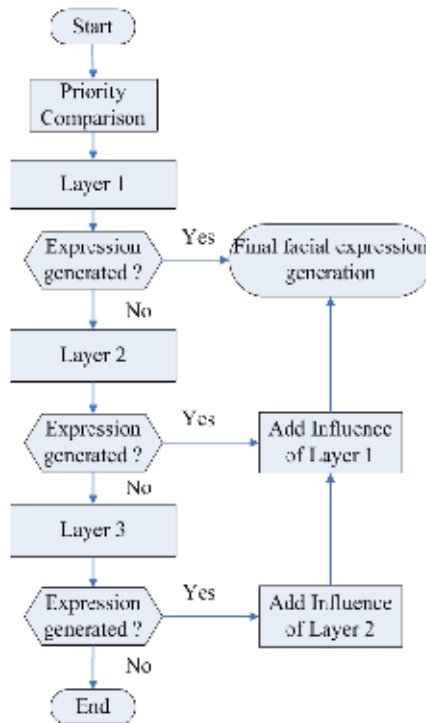 Start
Priority
Comparison
Layer 1
Expression
generated ?
Yes
Final facial expression
generation
No
Layer 2
Expression
generated ?
Yes
Add Influence
of Layer 1
No
Layer 3
Expression
generated ?
Yes
Add Influence
of Layer 2
No
End